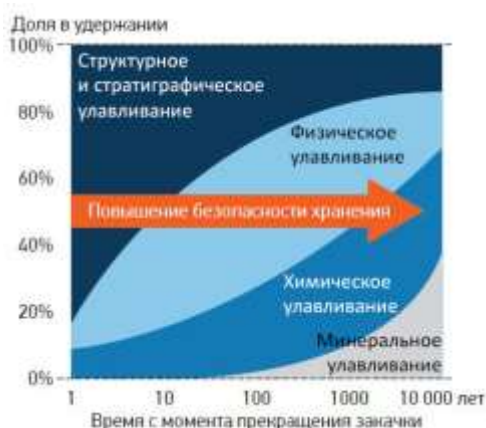 Доля в удержании
100%
Структурное
и стратиграфическое
улавливание
80%
Физическое
улавливание
60%
Повышение безопасности хранения
40%
Химическое
улавливание
20%
Минеральное
улавливание
0%
1 10 100 1000 10 000 лет
Время с момента прекращения закачки